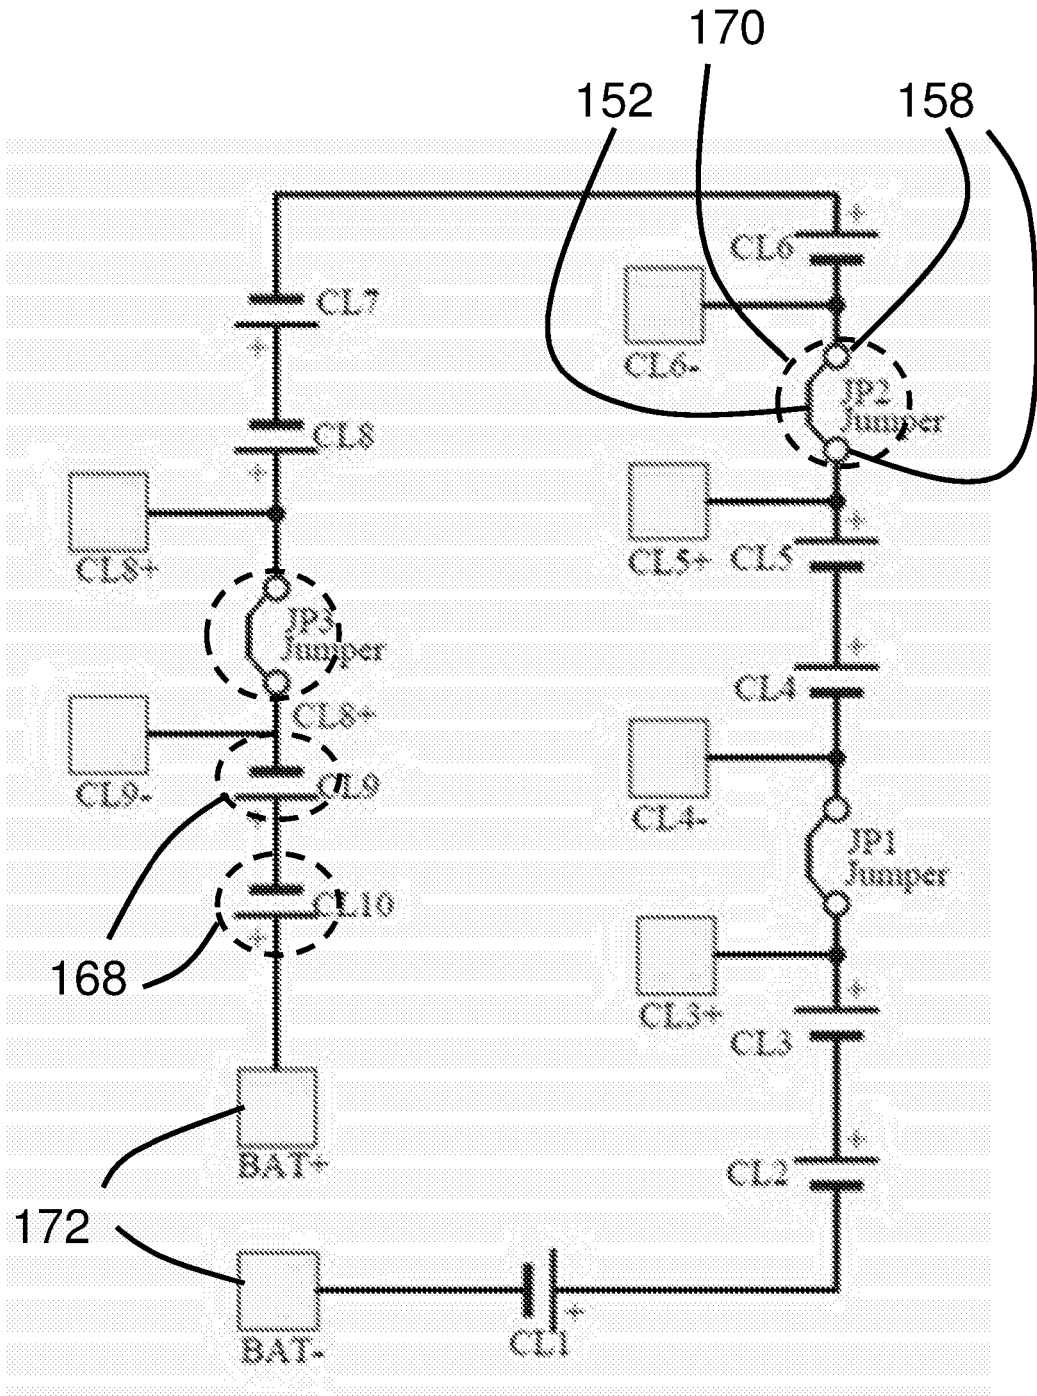 170
152
158
+
CL6
CL7
+
CL6-
JP2
Jumper
CL8
+
+
CL8+
CL5+
CL5
JP3
Jumper
+
CL4
CL8+
CL9-
CL9
+
CL4-
JP1
Jumper
CL10
+
168
+
CL3+
CL3
+
BAT+
CL2
172
+
BAT-
CL1